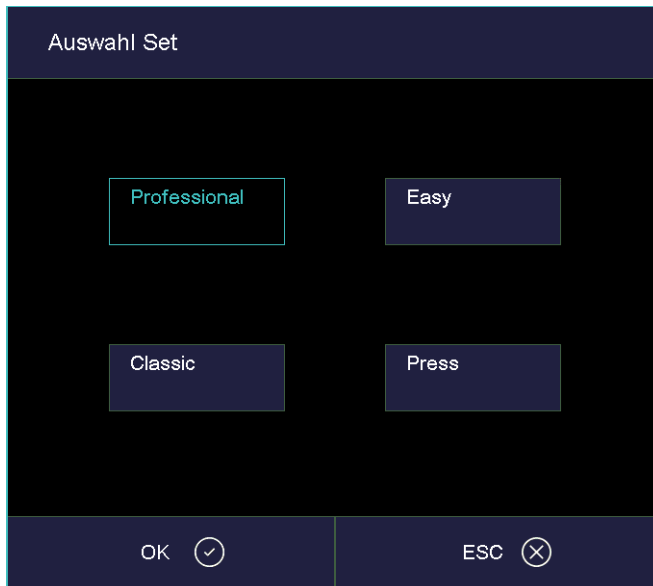 Auswahl Set
Professional
Easy
Classic
Press
OK
ESC